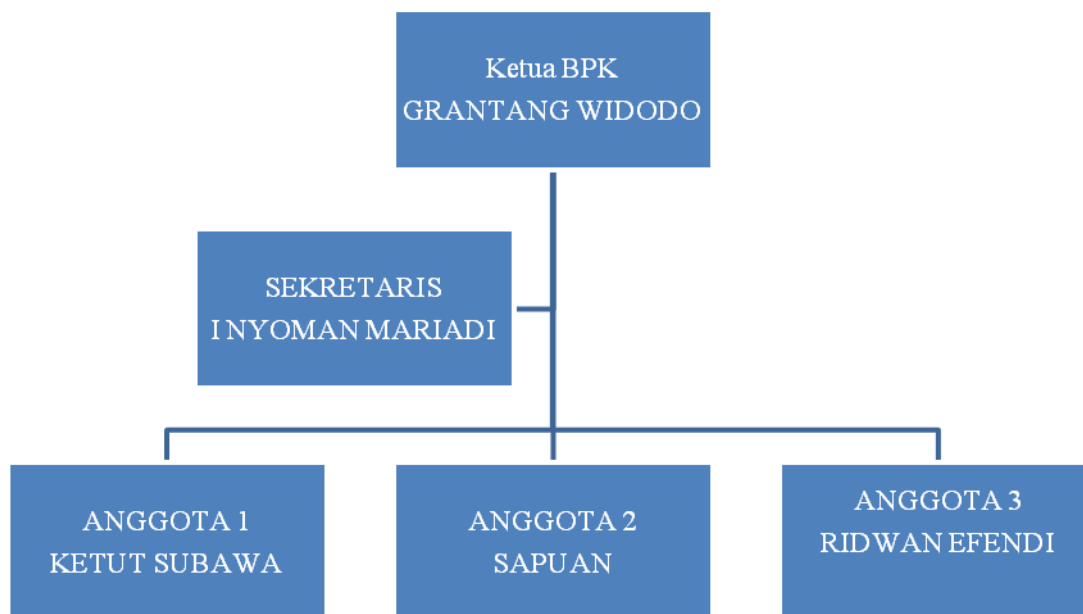 Ketua BPK
GRANTANG WIDODO
SEKRETARIS
I NYOMAN MARIADI
ANGGOTA 1
KETUT SUBAWA
ANGGOTA 2
SAPUAN
ANGGOTA 3
RIDWAN EFENDI